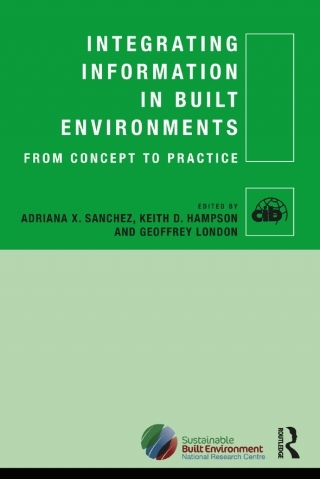 INTEGRATING
INFORMATION
IN BUILT
ENVIRONMENTS
FROM CONCEPT TO PRACTICE
EDITED BY
ADRIANA X. SANCHEZ, KEITH D. HAMPSON
AND GEOFFREY LONDON
CIB
Sustainable
Built Environment
National Research Centre
ROUTLEDGE